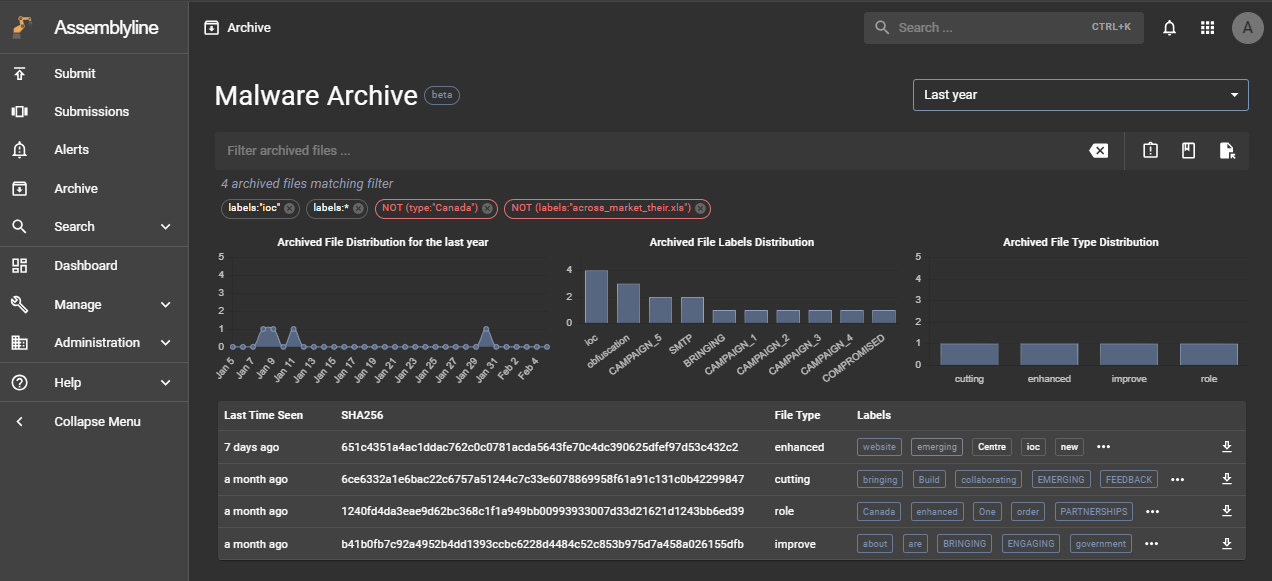 Assemblyline
Submit
Submissions
Alerts
Archive
Search
Dashboard
Manage
Administration
Help
Collapse Menu
Archive
Search ...
CTRL+K
A
Malware Archive beta
Last year
Filter archived files ...
4 archived files matching filter
labels:"ioc" labels:* NOT (type:"Canada") NOT (labels:"across_market_their.xls")
Archived File Distribution for the last year
5
4
3
2
1
0
Jan 5 Jan 7 Jan 9 Jan 11 Jan 13 Jan 15 Jan 17 Jan 19 Jan 21 Jan 23 Jan 25 Jan 27 Jan 29 Jan 31 Feb 2 Feb 4
Archived File Labels Distribution
4
2
0
ioc obfuscation CAMPAIGN_5 SMTP BRINGING CAMPAIGN_1 CAMPAIGN_2 CAMPAIGN_3 CAMPAIGN_4 COMPROMISED
Archived File Type Distribution
5
4
3
2
1
0
cutting enhanced improve role
Last Time Seen SHA256 File Type Labels
7 days ago 651c4351a4ac1ddac762c0c0781acda5643fe70c4dc390625dfef97d53c432c2 enhanced website emerging Centre ioc new
a month ago 6ce6332a1e6bac22c6757a51244c7c33e6078869958f61a91c131c0b42299847 cutting bringing Build collaborating EMERGING FEEDBACK
a month ago 1240fd4da3eae9d62bc368c1f1a949bb00993933007d33d21621d1243bb6ed39 role Canada enhanced One order PARTNERSHIPS
a month ago b41b0fb7c92a4952b4dd1393ccbc6228d4484c52c853b975d7a458a026155dfb improve about are BRINGING ENGAGING government